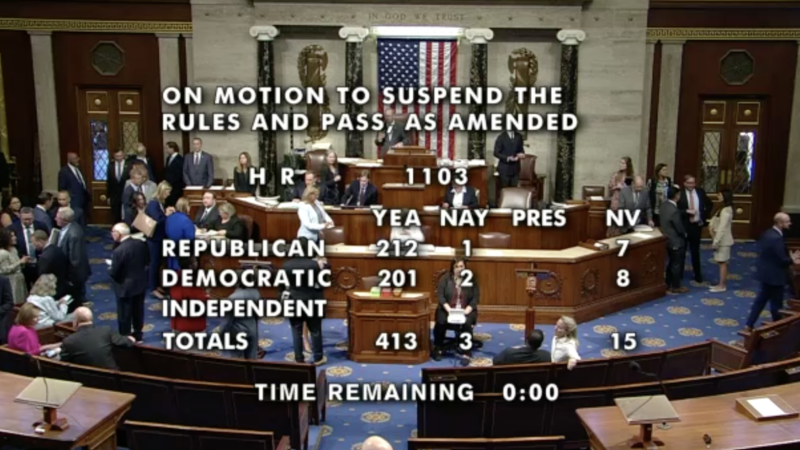 IN GOD WE TRUST
ON MOTION TO SUSPEND THE
RULES AND PASS, AS AMENDED
H R 1103
YEA NAY PRES NV
REPUBLICAN 212 1 7
DEMOCRATIC 201 2 8
INDEPENDENT
TOTALS 413 3 15
TIME REMAINING 0:00